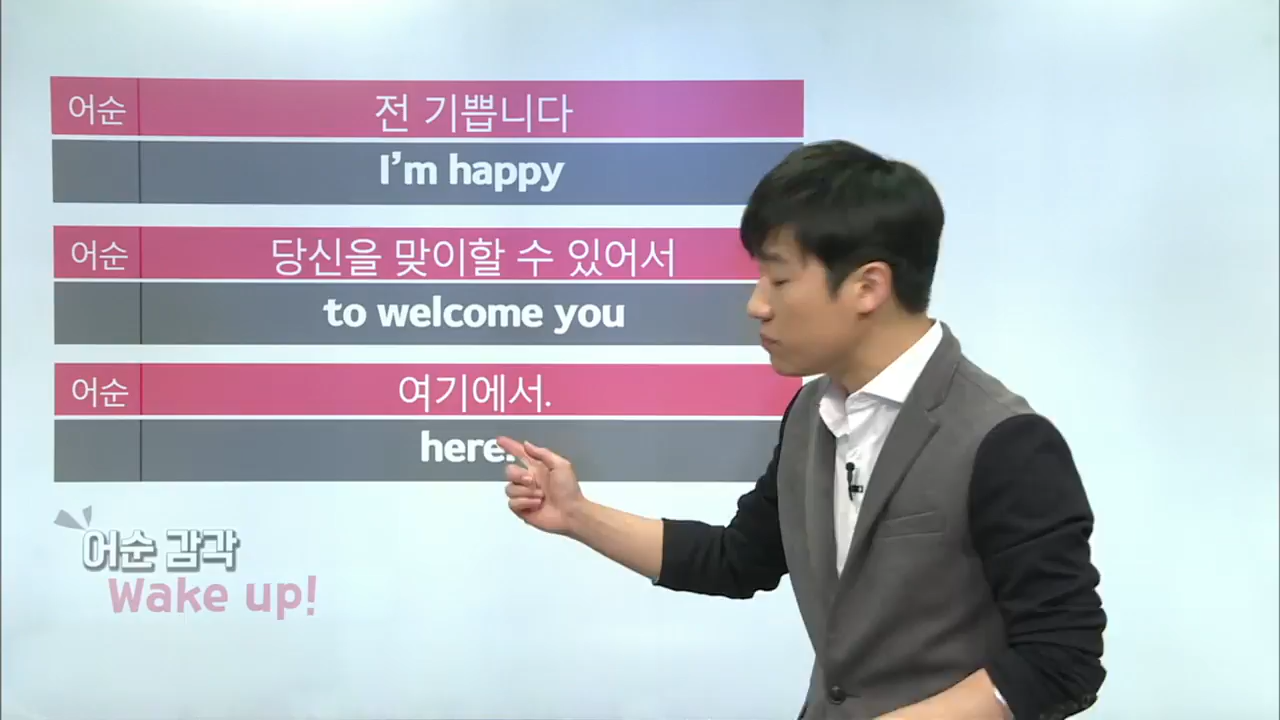 어순 전 기쁩니다
I'm happy
어순 당신을 맞이할 수 있어서
to welcome you
어순 여기에서.
here.
어순 감각
Wake up!